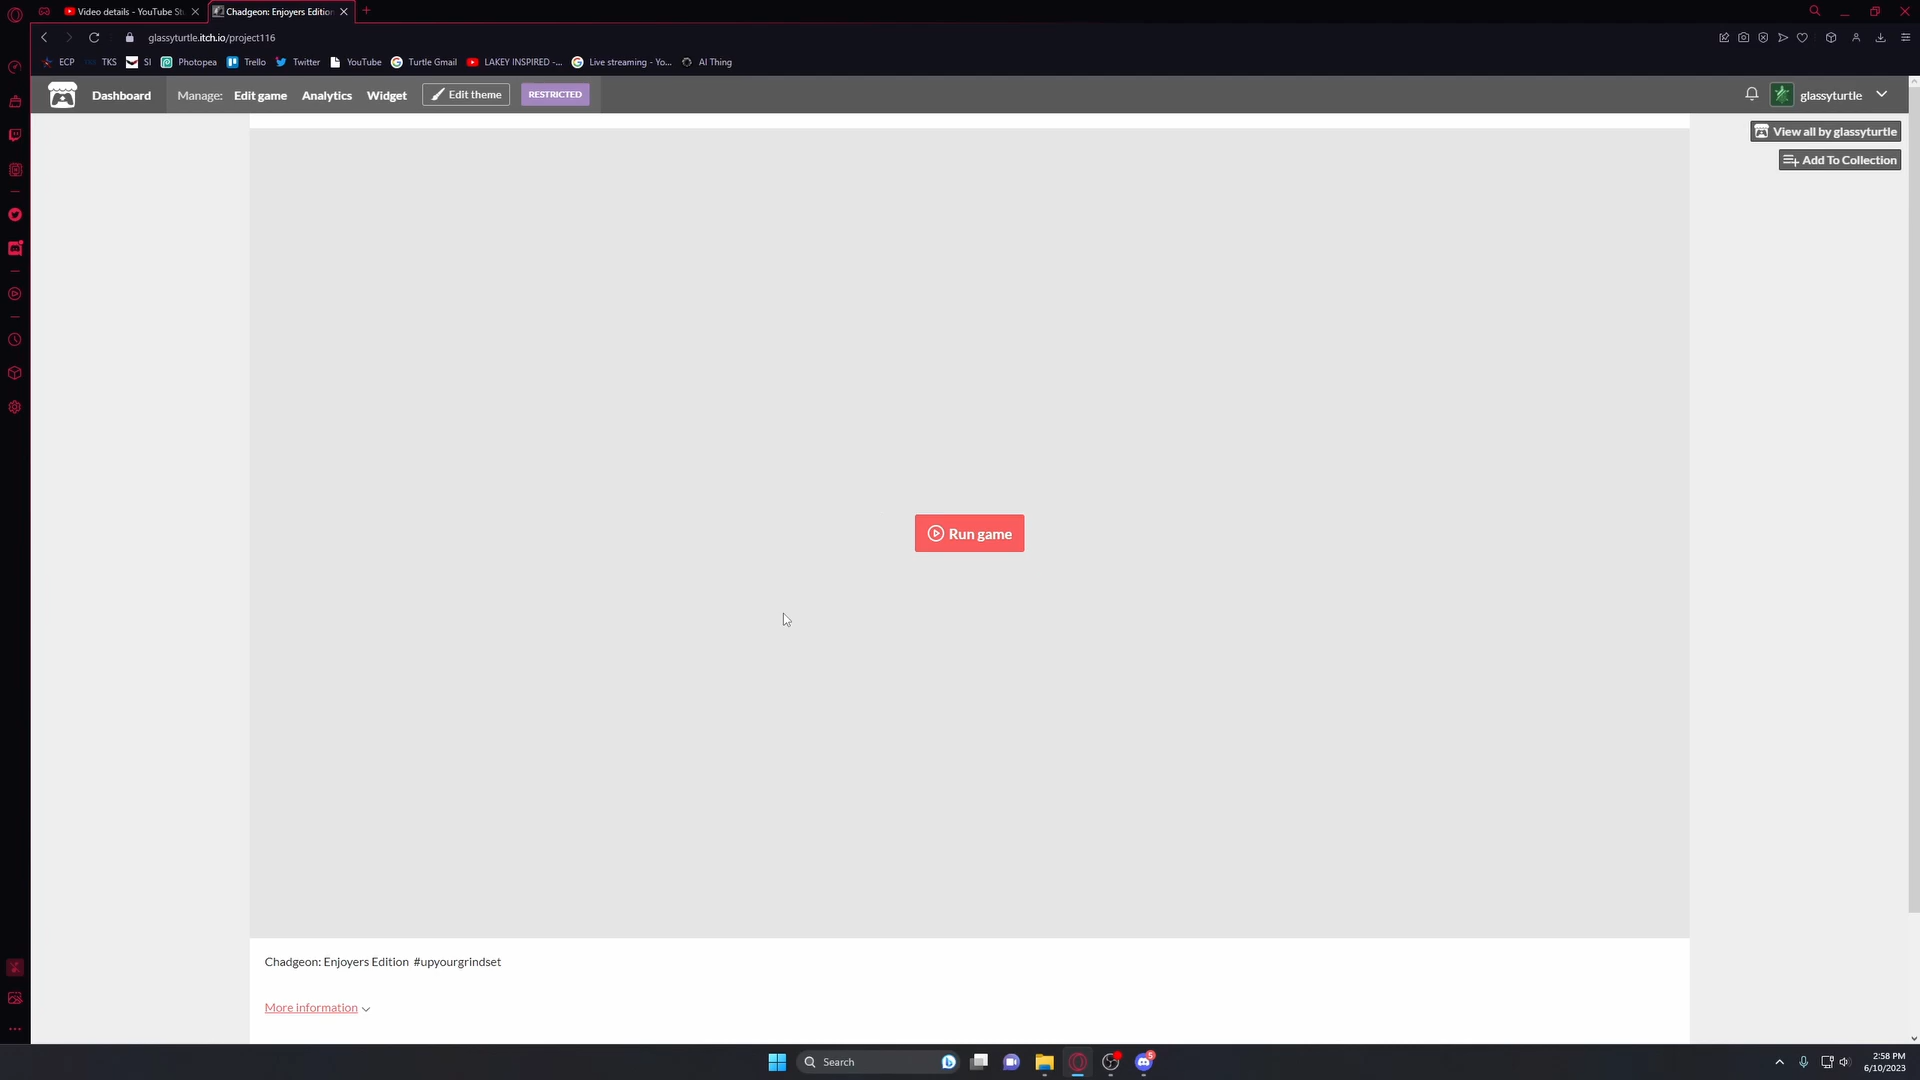 Video details - YouTube St
Chadgeon: Enjoyers Edition
glassyturtle.itch.io/project116
ECP
TKS
SI
Photopea
Trello
Twitter
YouTube
Turtle Gmail
LAKEY INSPIRED -...
Live streaming - Yo...
AI Thing
Dashboard
Manage:
Edit game
Analytics
Widget
Edit theme
RESTRICTED
glassyturtle
View all by glassyturtle
Add To Collection
Run game
Chadgeon: Enjoyers Edition #upyourgrindset
More information
Search
5
2:58 PM
6/10/2023